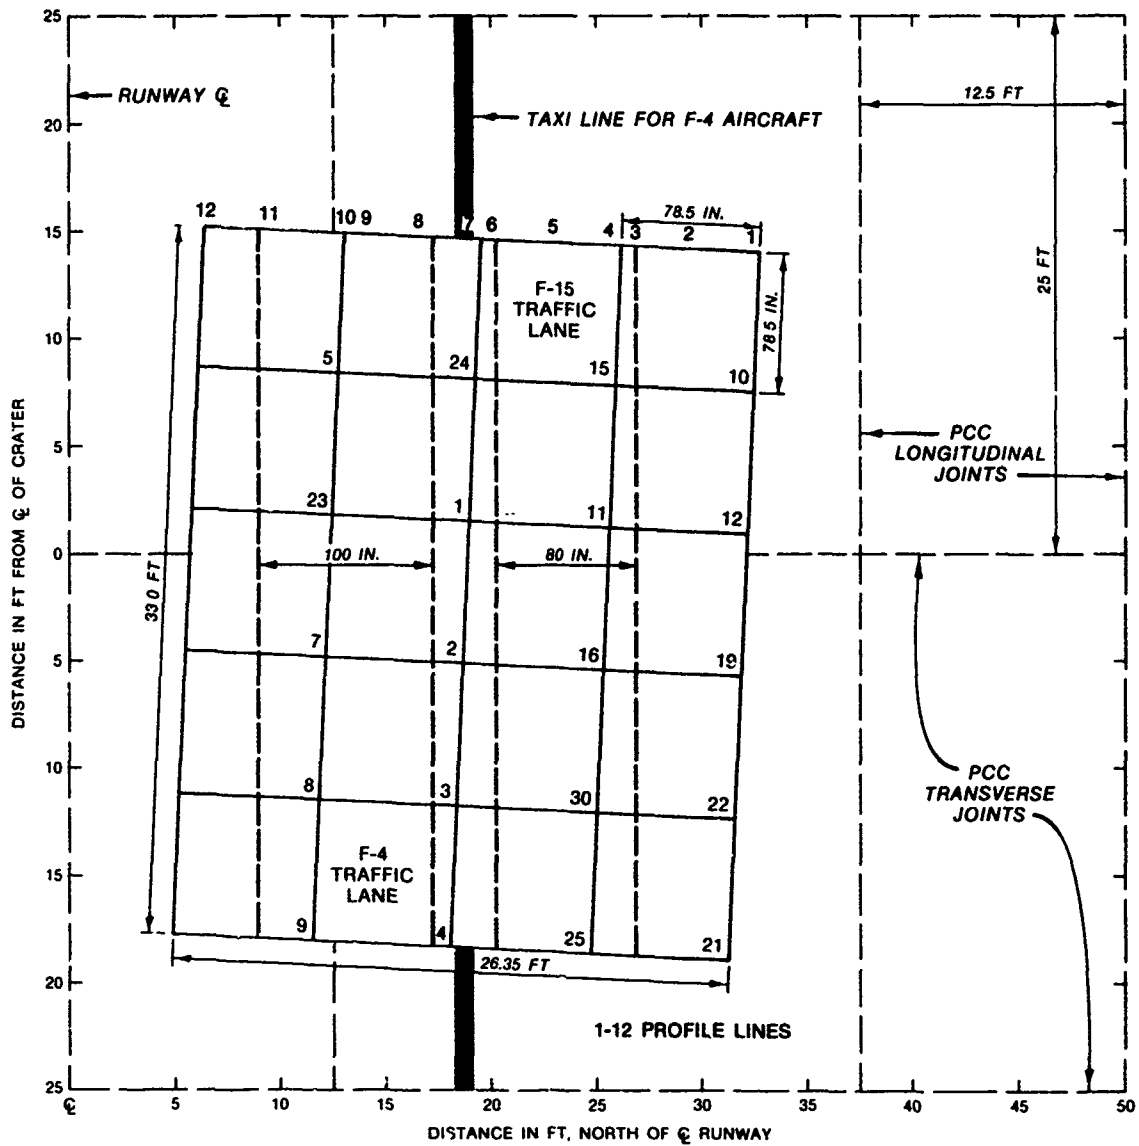 25
RUNWAY ℄
12.5 FT
20
TAXI LINE FOR F-4 AIRCRAFT
15
12 11 10 9 8 7 6 5 4 3 2 1
78.5 IN.
25 FT
F-15
TRAFFIC
LANE
78.5 IN.
10
5 24 15 10
5
PCC
LONGITUDINAL
JOINTS
23 1 11 12
0
100 IN.
80 IN.
33 0 FT
DISTANCE IN FT FROM ℄ OF CRATER
5
7 2 16 19
10
8 3 30 22
PCC
TRANSVERSE
JOINTS
15
F-4
TRAFFIC
LANE
9 4 25 21
26.35 FT
20
1-12 PROFILE LINES
25
℄ 5 10 15 20 25 30 35 40 45 50
DISTANCE IN FT, NORTH OF ℄ RUNWAY